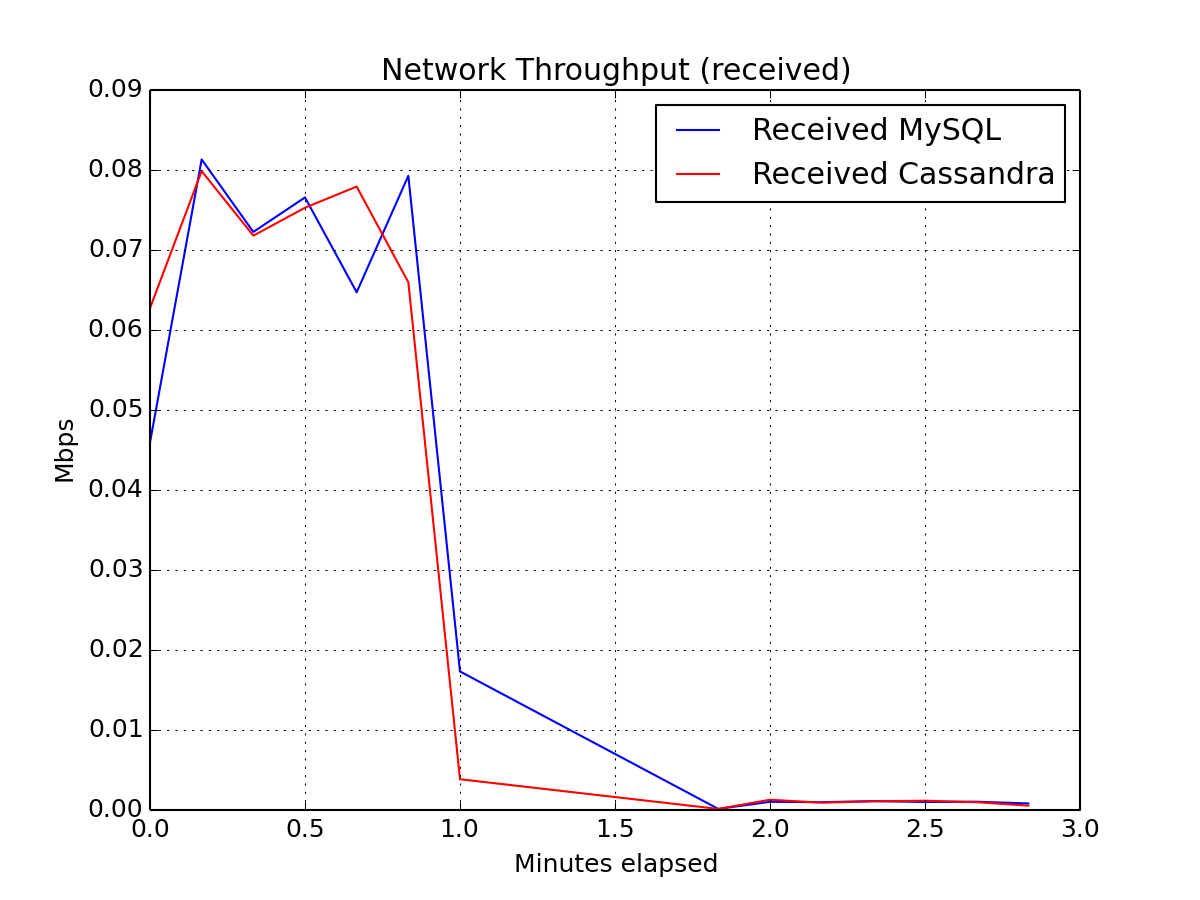 Network Throughput (received)
0.09
0.08
0.07
0.06
0.05
0.04
0.03
0.02
0.01
0.00
Mbps
Received MySQL
Received Cassandra
0.0 0.5 1.0 1.5 2.0 2.5 3.0
Minutes elapsed